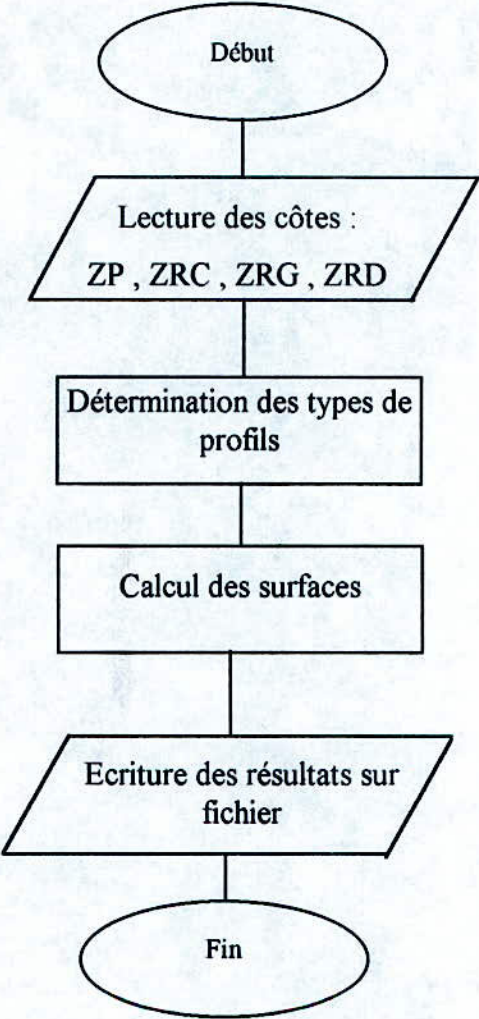 Début
Lecture des côtes :
ZP , ZRC , ZRG , ZRD
Détermination des types de
profils
Calcul des surfaces
Ecriture des résultats sur
fichier
Fin